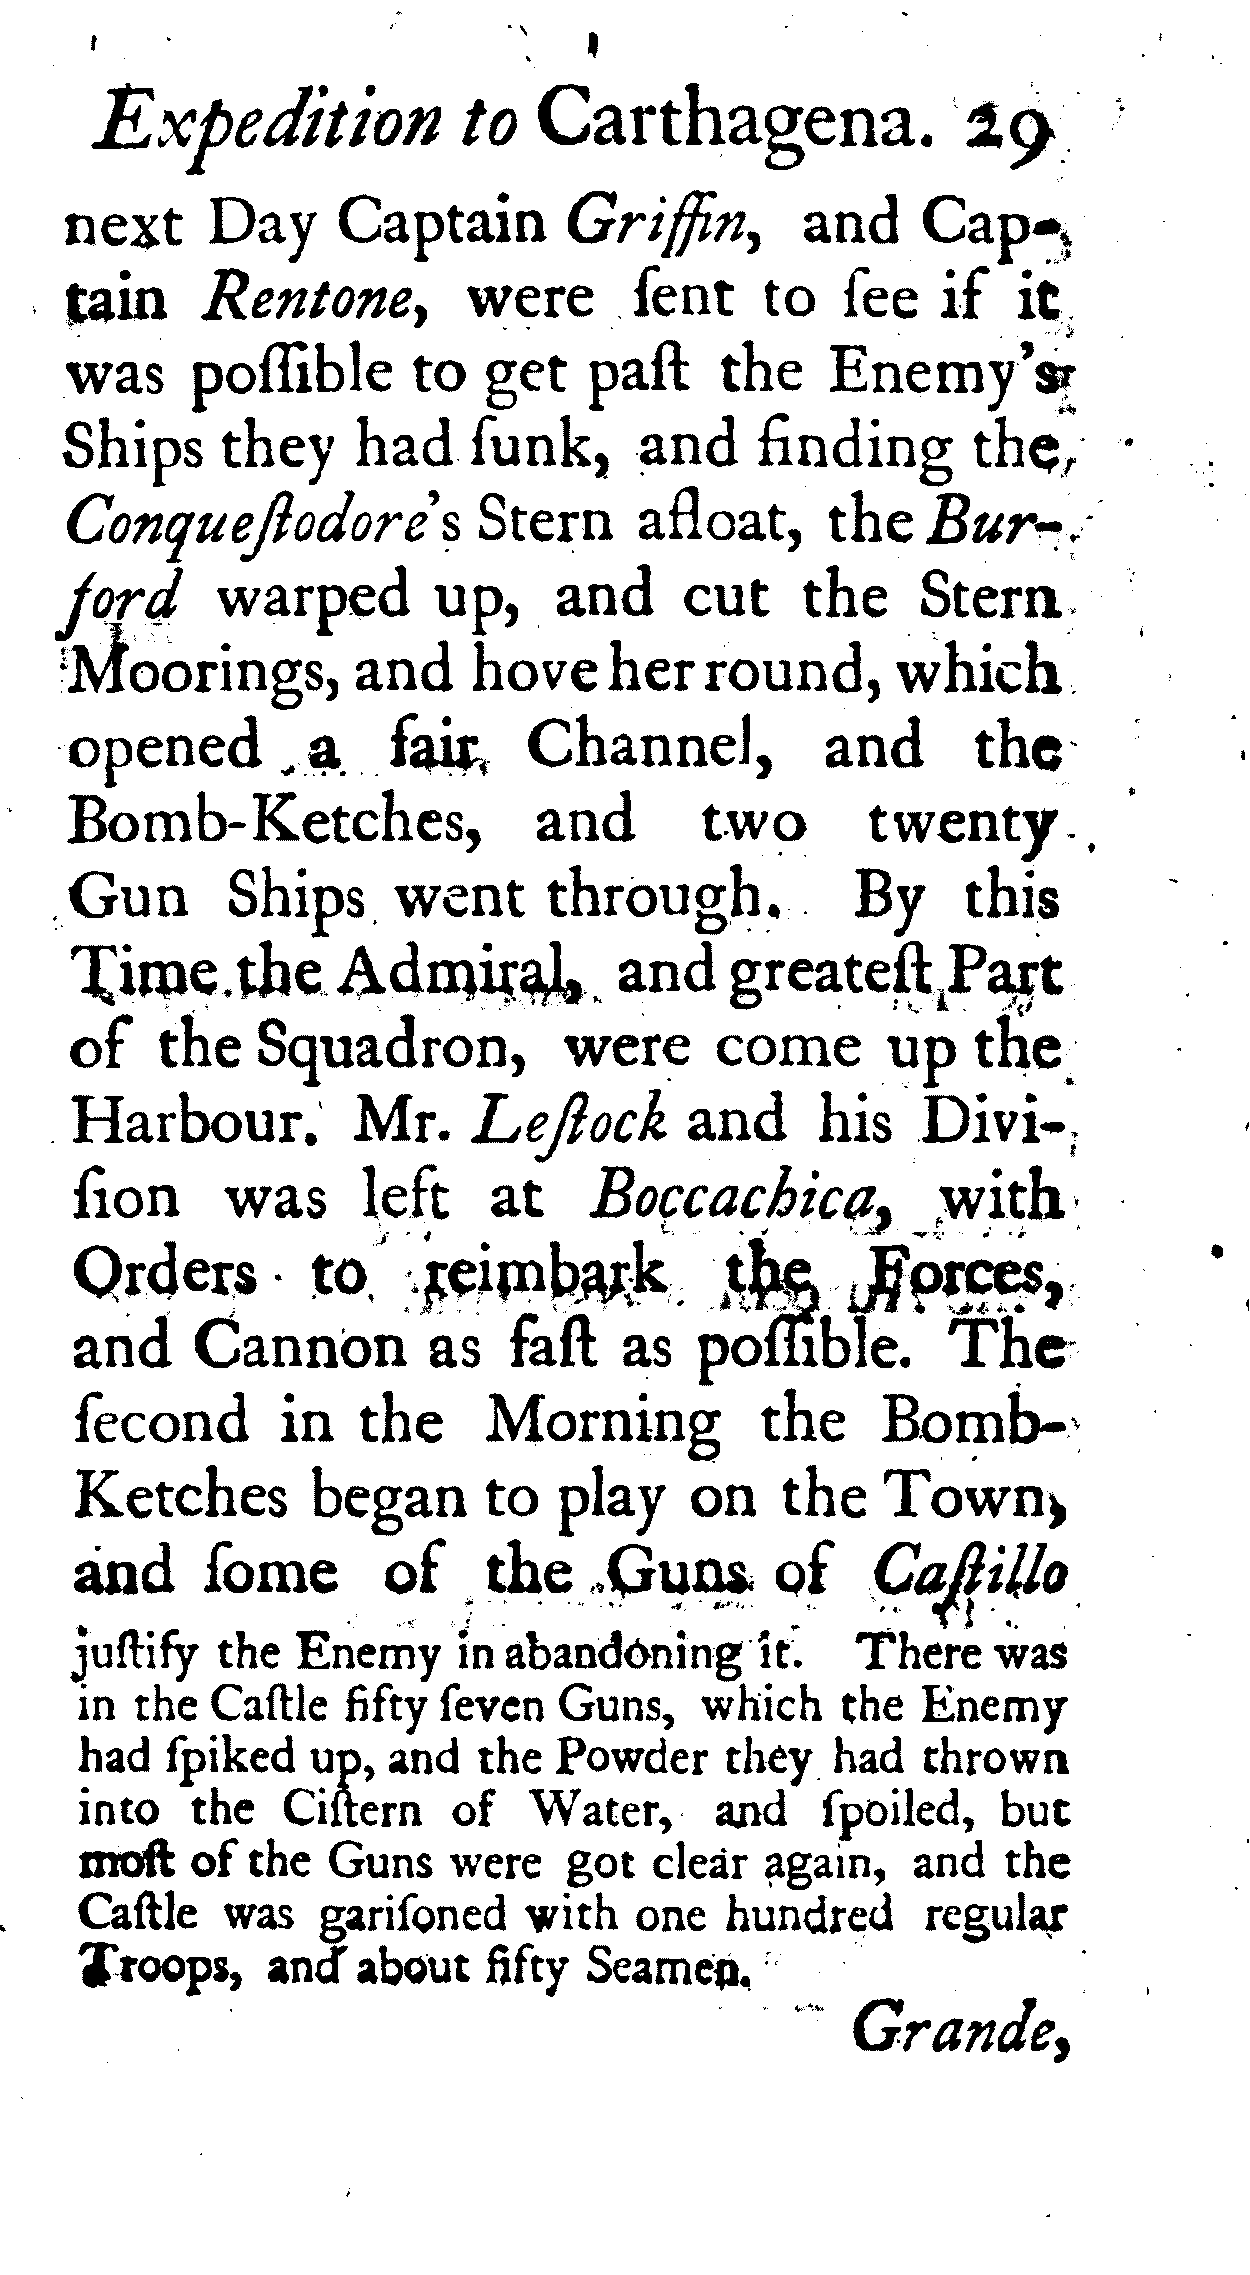 Expedition to Carthagena. 29
next Day Captain Griffin, and Cap-
tain Rentone, were ſent to ſee if it
was poſſible to get paſt the Enemy's
Ships they had ſunk, and finding the
Conqueſtodore's Stern afloat, the Bur-
ford warped up, and cut the Stern
Moorings, and hove her round, which
opened a fair Channel, and the
Bomb-Ketches, and two twenty
Gun Ships went through. By this
Time the Admiral, and greateſt Part
of the Squadron, were come up the
Harbour. Mr. Leſtock and his Divi-
ſion was left at Boccachica, with
Orders to reimbark the Forces,
and Cannon as faſt as poſſible. The
ſecond in the Morning the Bomb-
Ketches began to play on the Town,
and ſome of the Guns of Caſtillo
juſtify the Enemy in abandoning it. There was
in the Caſtle fifty ſeven Guns, which the Enemy
had ſpiked up, and the Powder they had thrown
into the Ciſtern of Water, and ſpoiled, but
moſt of the Guns were got clear again, and the
Caſtle was gariſoned with one hundred regular
Troops, and about fifty Seamen.
Grande,